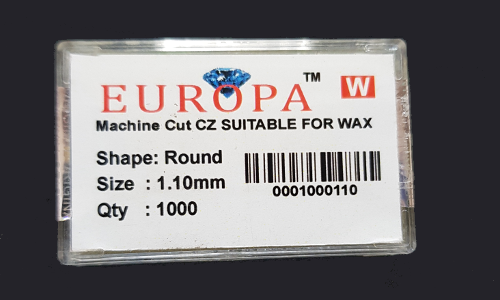 EUROPA™ W
Machine Cut CZ SUITABLE FOR WAX
Shape: Round
Size : 1.10mm
Qty : 1000
0001000110